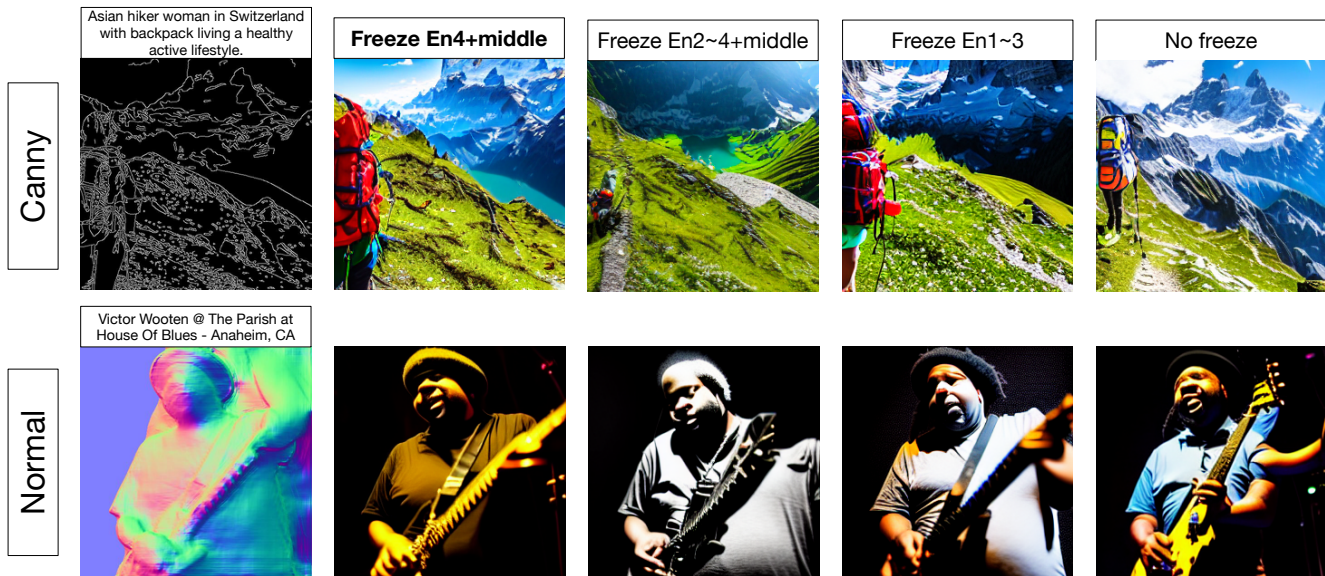 Asian hiker woman in Switzerland
with backpack living a healthy
active lifestyle.
Freeze En4+middle
Freeze En2~4+middle
Freeze En1~3
No freeze
Canny
Victor Wooten @ The Parish at
House Of Blues - Anaheim, CA
Normal